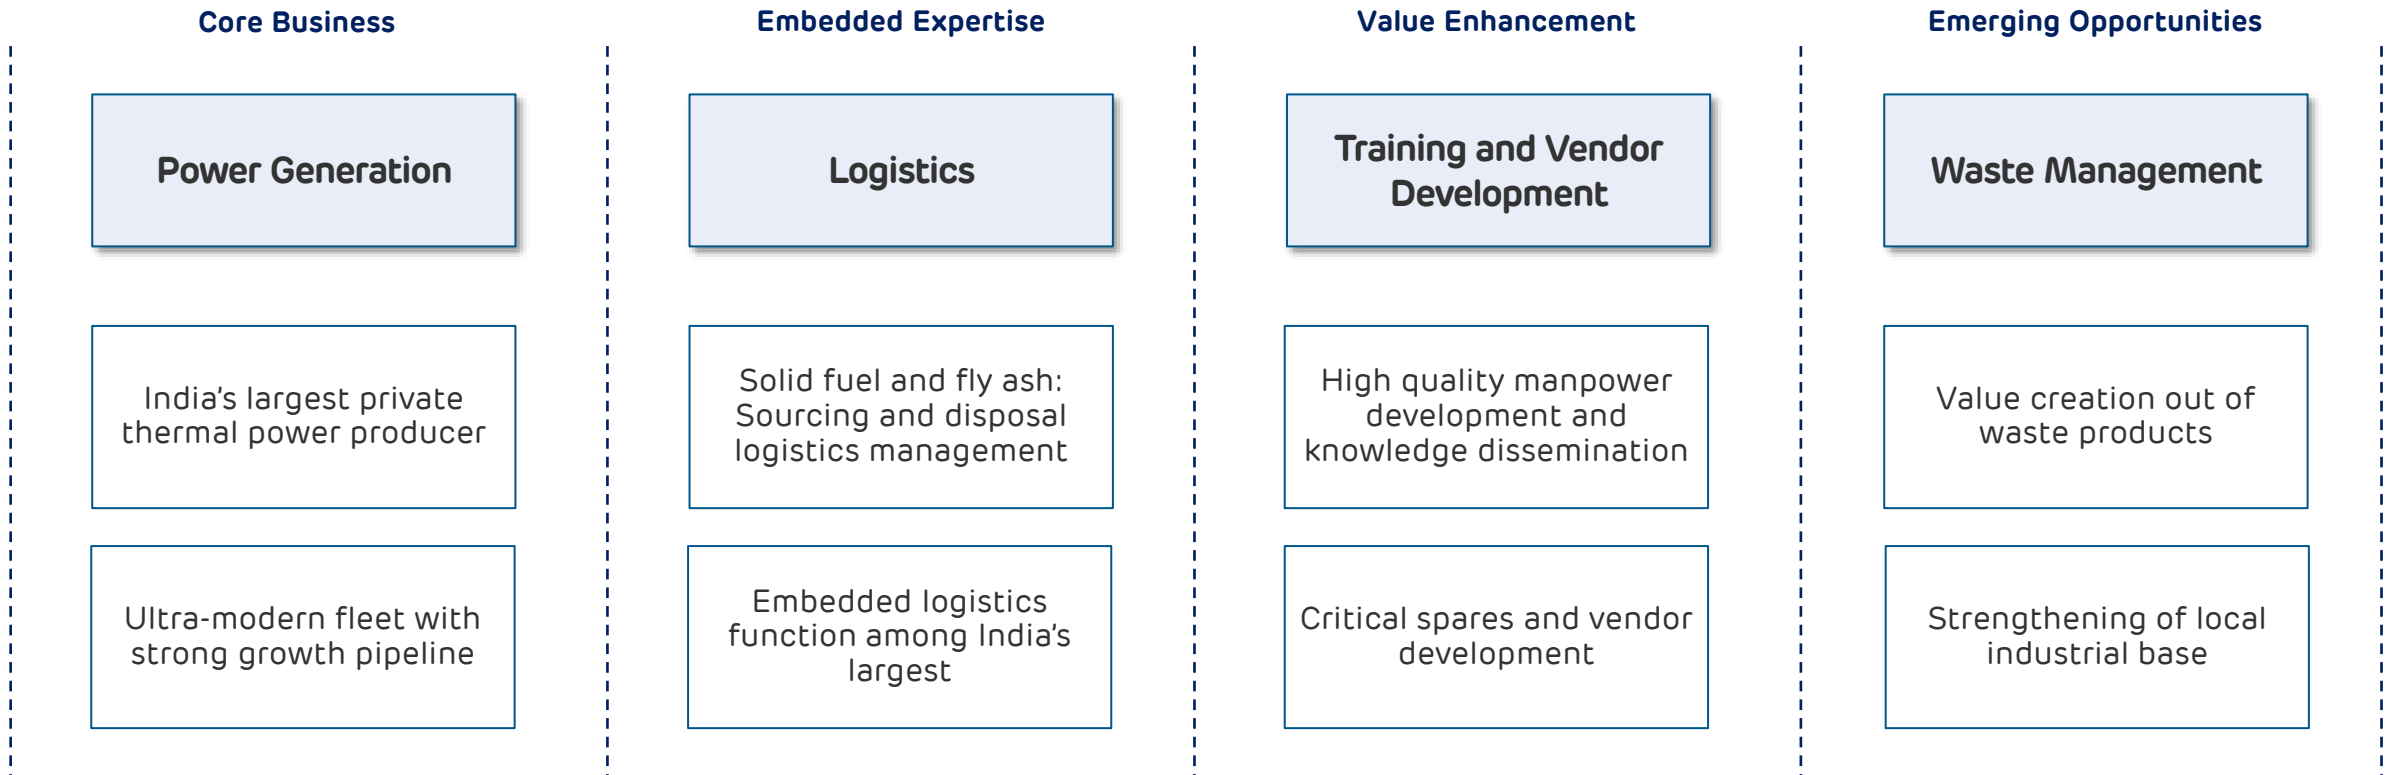 Core Business
Embedded Expertise
Value Enhancement
Emerging Opportunities
Power Generation
Logistics
Training and Vendor
Development
Waste Management
India’s largest private
thermal power producer
Solid fuel and fly ash:
Sourcing and disposal
logistics management
High quality manpower
development and
knowledge dissemination
Value creation out of
waste products
Ultra-modern fleet with
strong growth pipeline
Embedded logistics
function among India’s
largest
Critical spares and vendor
development
Strengthening of local
industrial base